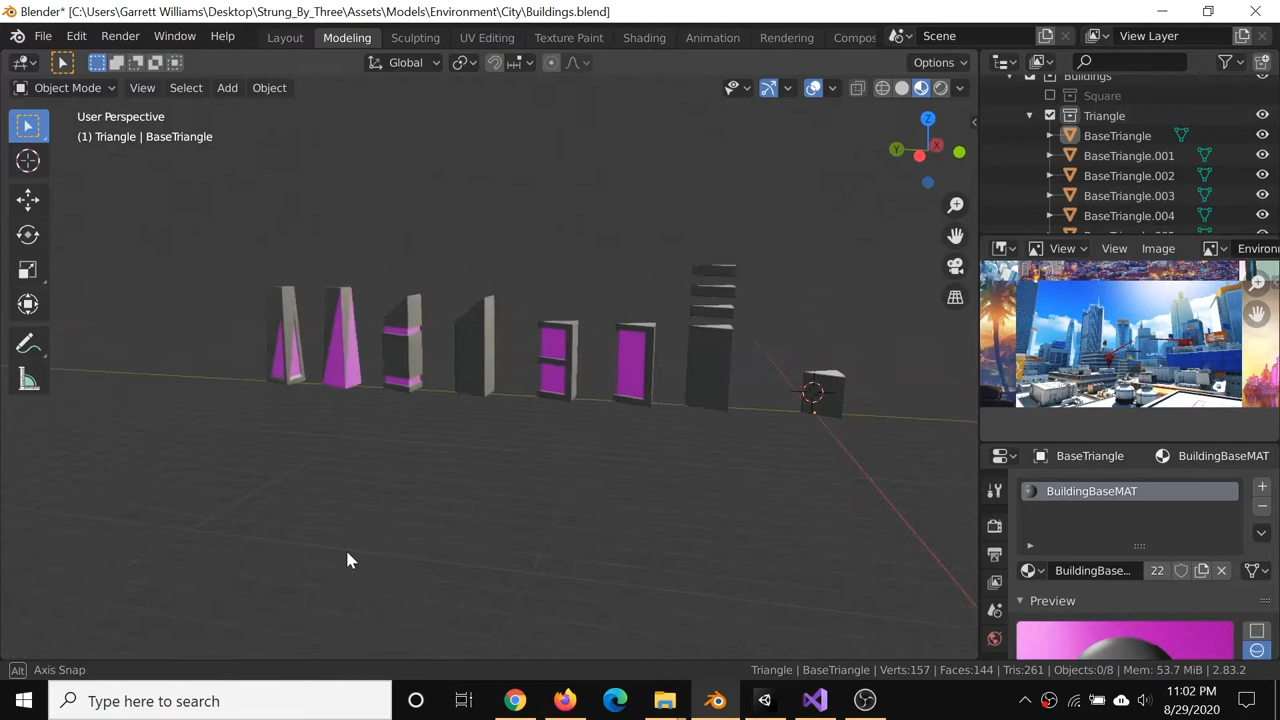 Blender* [C:\Users\Garrett Williams\Desktop\Strung_By_Three\Assets\Models\Environment\City\Buildings.blend]
File Edit Render Window Help Layout Modeling Sculpting UV Editing Texture Paint Shading Animation Rendering Compos Scene View Layer
Global Options
Object Mode View Select Add Object
User Perspective
(1) Triangle | BaseTriangle
Z
Y
X
Buildings
Square
Triangle
BaseTriangle
BaseTriangle.001
BaseTriangle.002
BaseTriangle.003
BaseTriangle.004
View View Image Environ
BaseTriangle BuildingBaseMAT
BuildingBaseMAT
BuildingBase... 22
Preview
Alt Axis Snap
Triangle | BaseTriangle | Verts:157 | Faces:144 | Tris:261 | Objects:0/8 | Mem: 53.7 MiB | 2.83.2
Type here to search
11:02 PM
8/29/2020